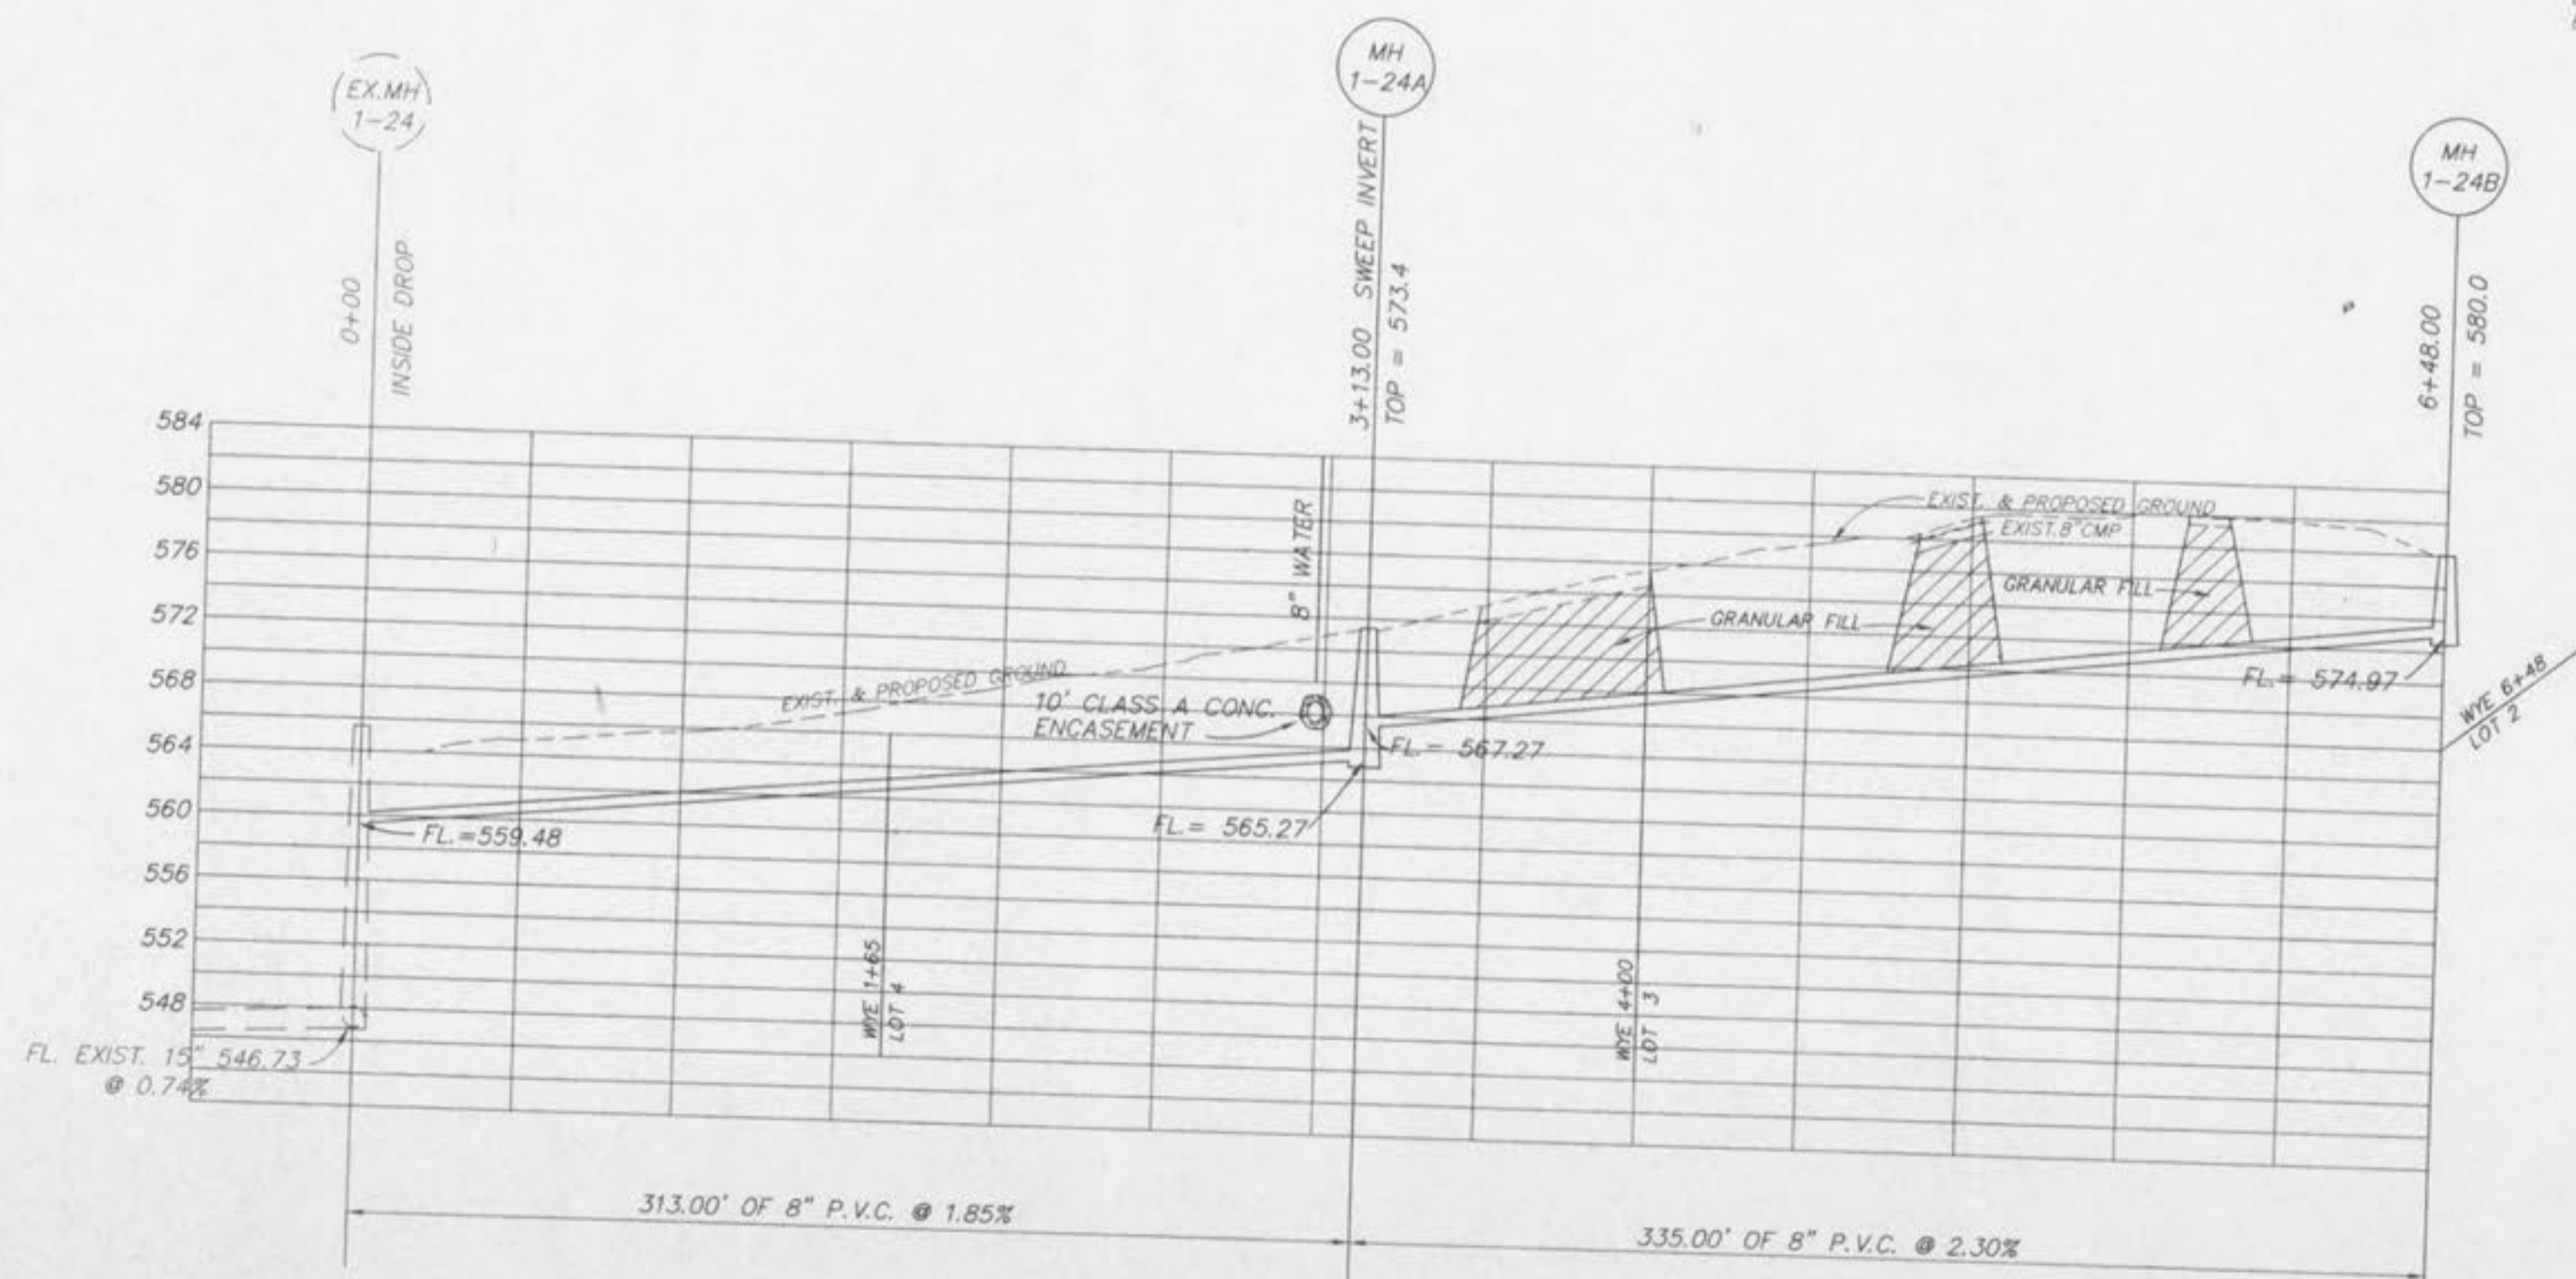 EX.MH
1-24
0+00
INSIDE DROP
MH
1-24A
3+13.00 SWEEP INVERT
TOP = 573.4
MH
1-24B
6+48.00
TOP = 580.0
584
580
576
572
568
564
560
556
552
548
8" WATER
EXIST. & PROPOSED GROUND
EXIST.8"CMP
GRANULAR FILL
GRANULAR FILL
EXIST. & PROPOSED GROUND
10' CLASS A CONC.
ENCASEMENT
FL.= 574.97
WYE 6+48
LOT 2
FL.= 567.27
FL.= 565.27
FL.=559.48
WYE 1+65
LOT 4
WYE 4+00
LOT 3
FL. EXIST. 15" 546.73
@ 0.74%
313.00' OF 8" P.V.C. @ 1.85%
335.00' OF 8" P.V.C. @ 2.30%